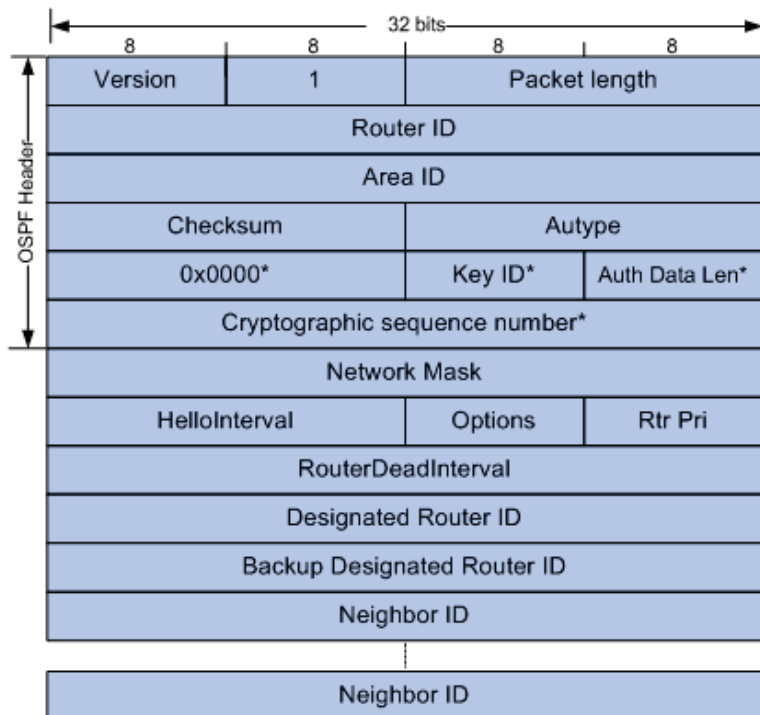 32 bits
8 8 8 8
OSPF Header
Version 1 Packet length
Router ID
Area ID
Checksum Autype
0x0000* Key ID* Auth Data Len*
Cryptographic sequence number*
Network Mask
HelloInterval Options Rtr Pri
RouterDeadInterval
Designated Router ID
Backup Designated Router ID
Neighbor ID
Neighbor ID